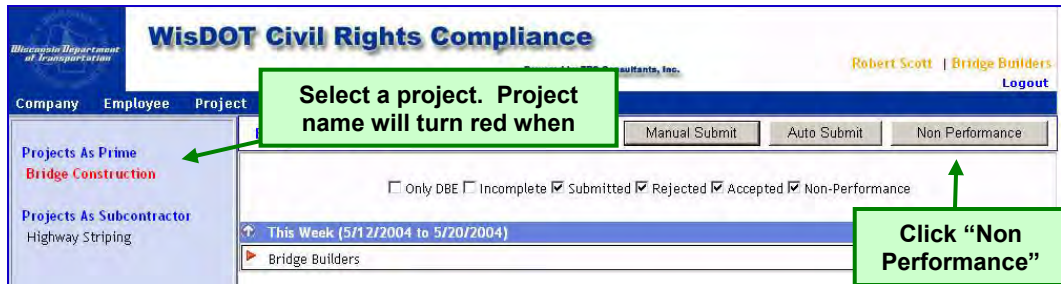 Wisconsin Department
of Transportation
WisDOT Civil Rights Compliance
sultants, Inc.
Robert Scott | Bridge Builders
Logout
Company Employee Project
Select a project. Project
name will turn red when
Manual Submit Auto Submit Non Performance
Projects As Prime
Bridge Construction
Only DBE Incomplete Submitted Rejected Accepted Non-Performance
Projects As Subcontractor
Highway Striping
This Week (5/12/2004 to 5/20/2004)
Bridge Builders
Click “Non
Performance”